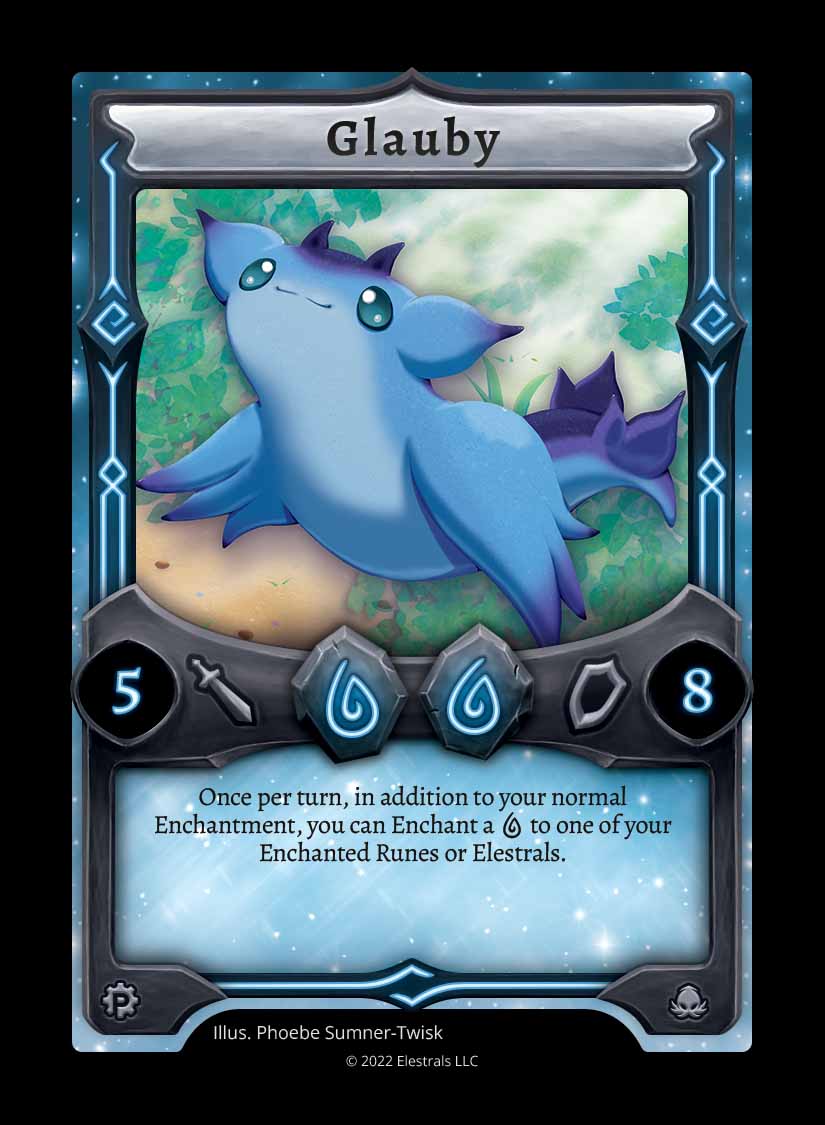 Glauby
5
8
Once per turn, in addition to your normal
Enchantment, you can Enchant a to one of your
Enchanted Runes or Elestrals.
P
Illus. Phoebe Sumner-Twisk
© 2022 Elestrals LLC